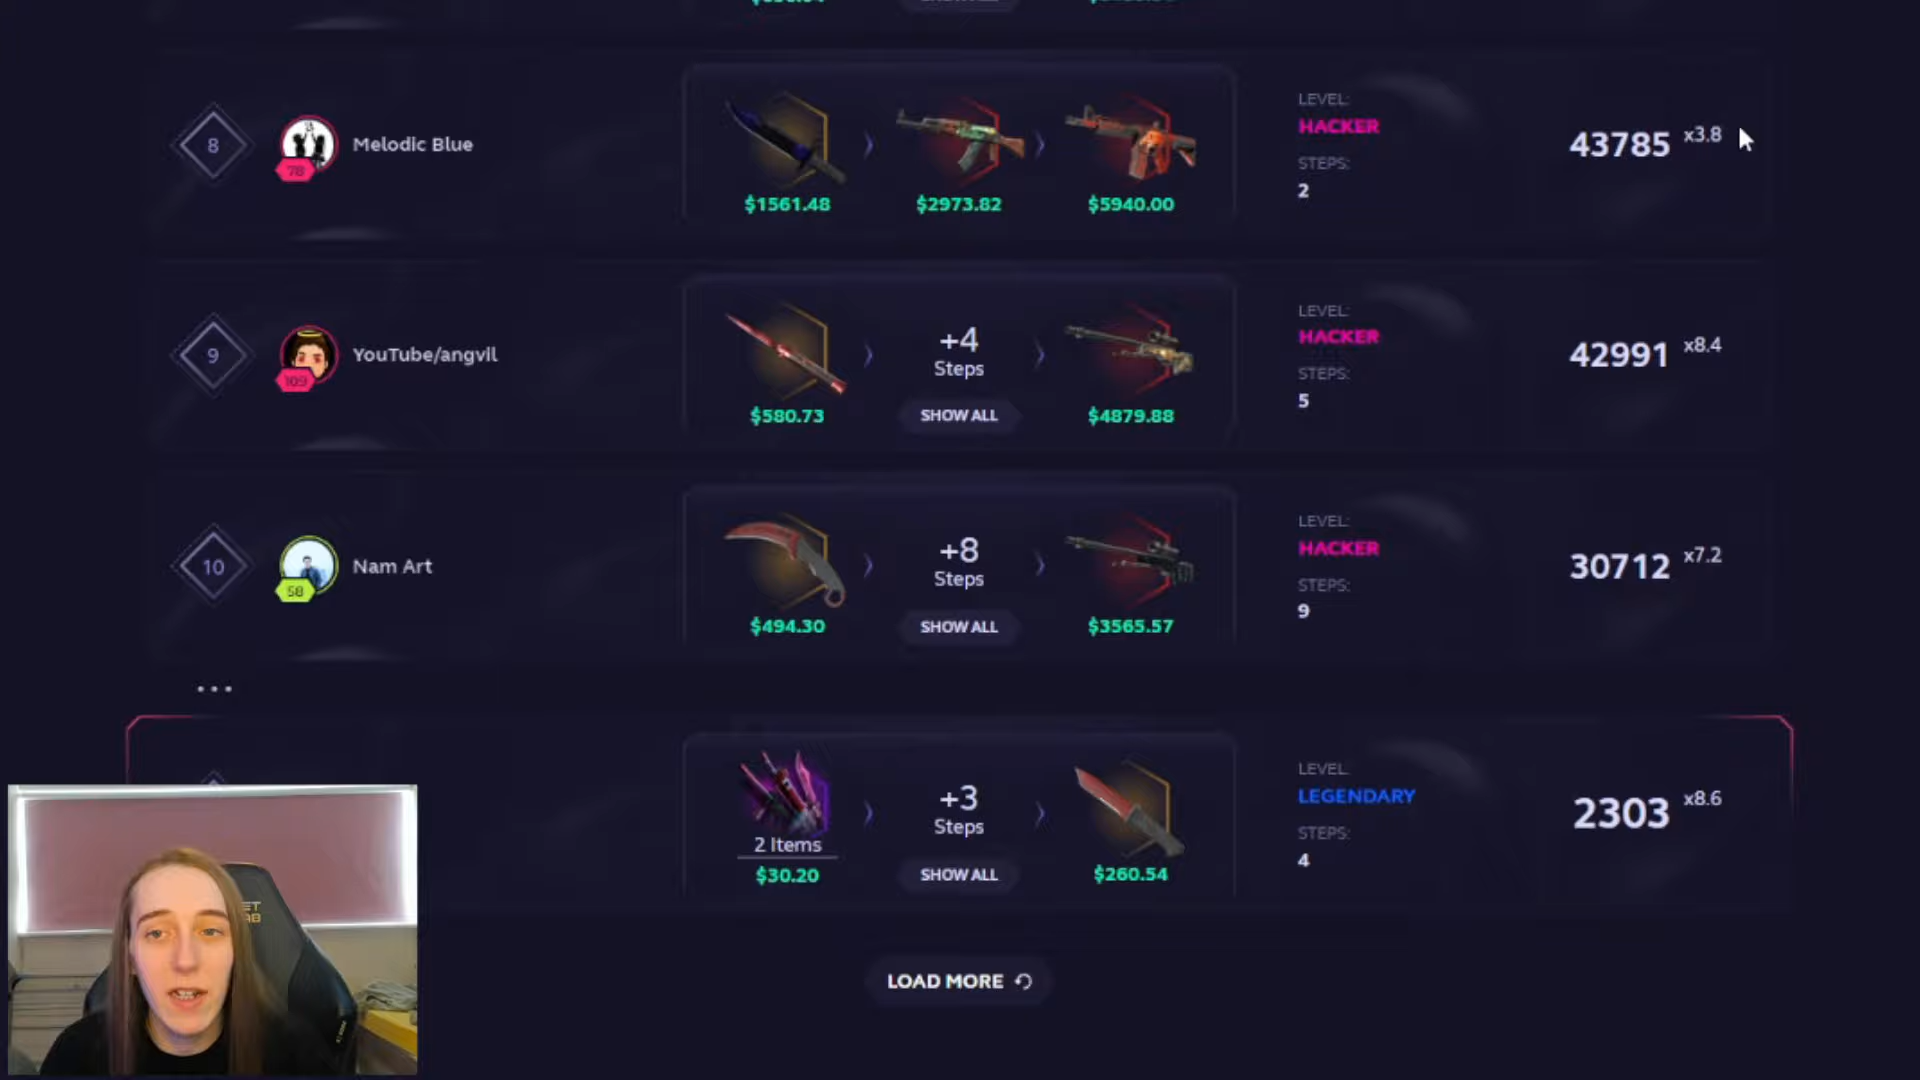 8
78
Melodic Blue
$1561.48
$2973.82
$5940.00
LEVEL:
HACKER
STEPS:
2
43785 x3.8
9
109
YouTube/angvil
$580.73
+4
Steps
SHOW ALL
$4879.88
LEVEL:
HACKER
STEPS:
5
42991 x8.4
10
58
Nam Art
$494.30
+8
Steps
SHOW ALL
$3565.57
LEVEL:
HACKER
STEPS:
9
30712 x7.2
...
2 Items
$30.20
+3
Steps
SHOW ALL
$260.54
LEVEL:
LEGENDARY
STEPS:
4
2303 x8.6
LOAD MORE